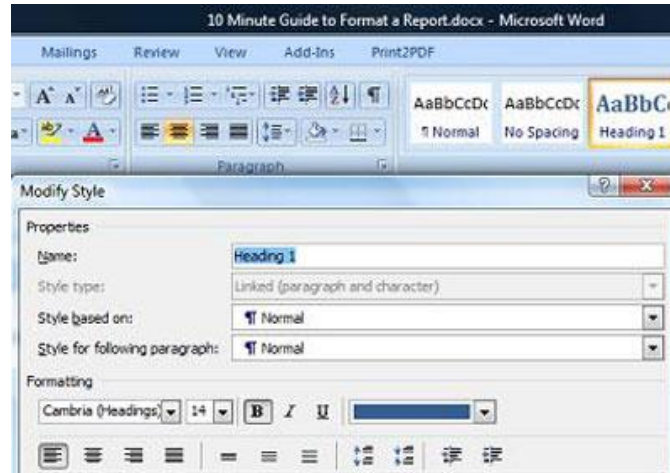 10 Minute Guide to Format a Report.docx - Microsoft Word
Mailings Review View Add-Ins Print2PDF
AaBbCcDc AaBbCcDc AaBbCc
¶ Normal No Spacing Heading 1
Paragraph
Modify Style
Properties
Name: Heading 1
Style type: Linked (paragraph and character)
Style based on: ¶ Normal
Style for following paragraph: ¶ Normal
Formatting
Cambria (Headings) 14 B I U